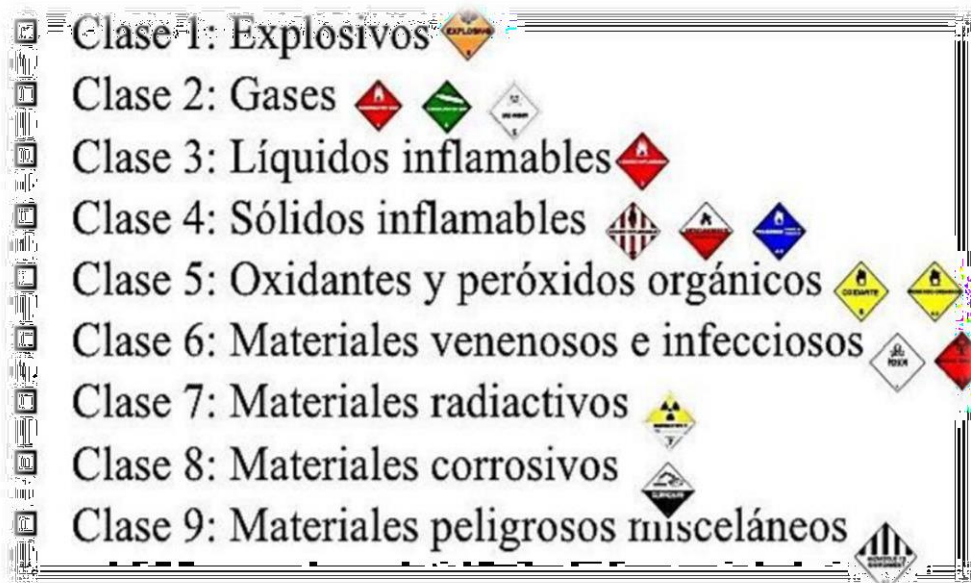 Clase 1: Explosivos
Clase 2: Gases
Clase 3: Líquidos inflamables
Clase 4: Sólidos inflamables
Clase 5: Oxidantes y peróxidos orgánicos
OXIDANTE
Clase 6: Materiales venenosos e infecciosos
Clase 7: Materiales radiactivos
Clase 8: Materiales corrosivos
Clase 9: Materiales peligrosos misceláneos